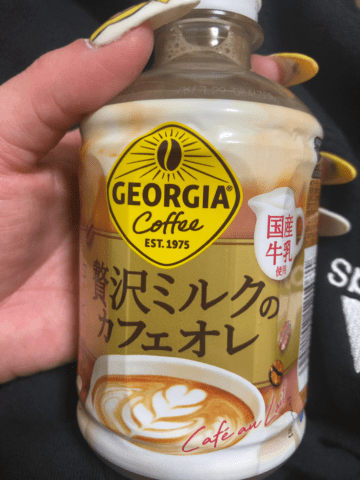 GEORGIA®
Coffee
EST. 1975
国産
牛乳
使用
贅沢ミルクの
カフェオレ
Café au Lait